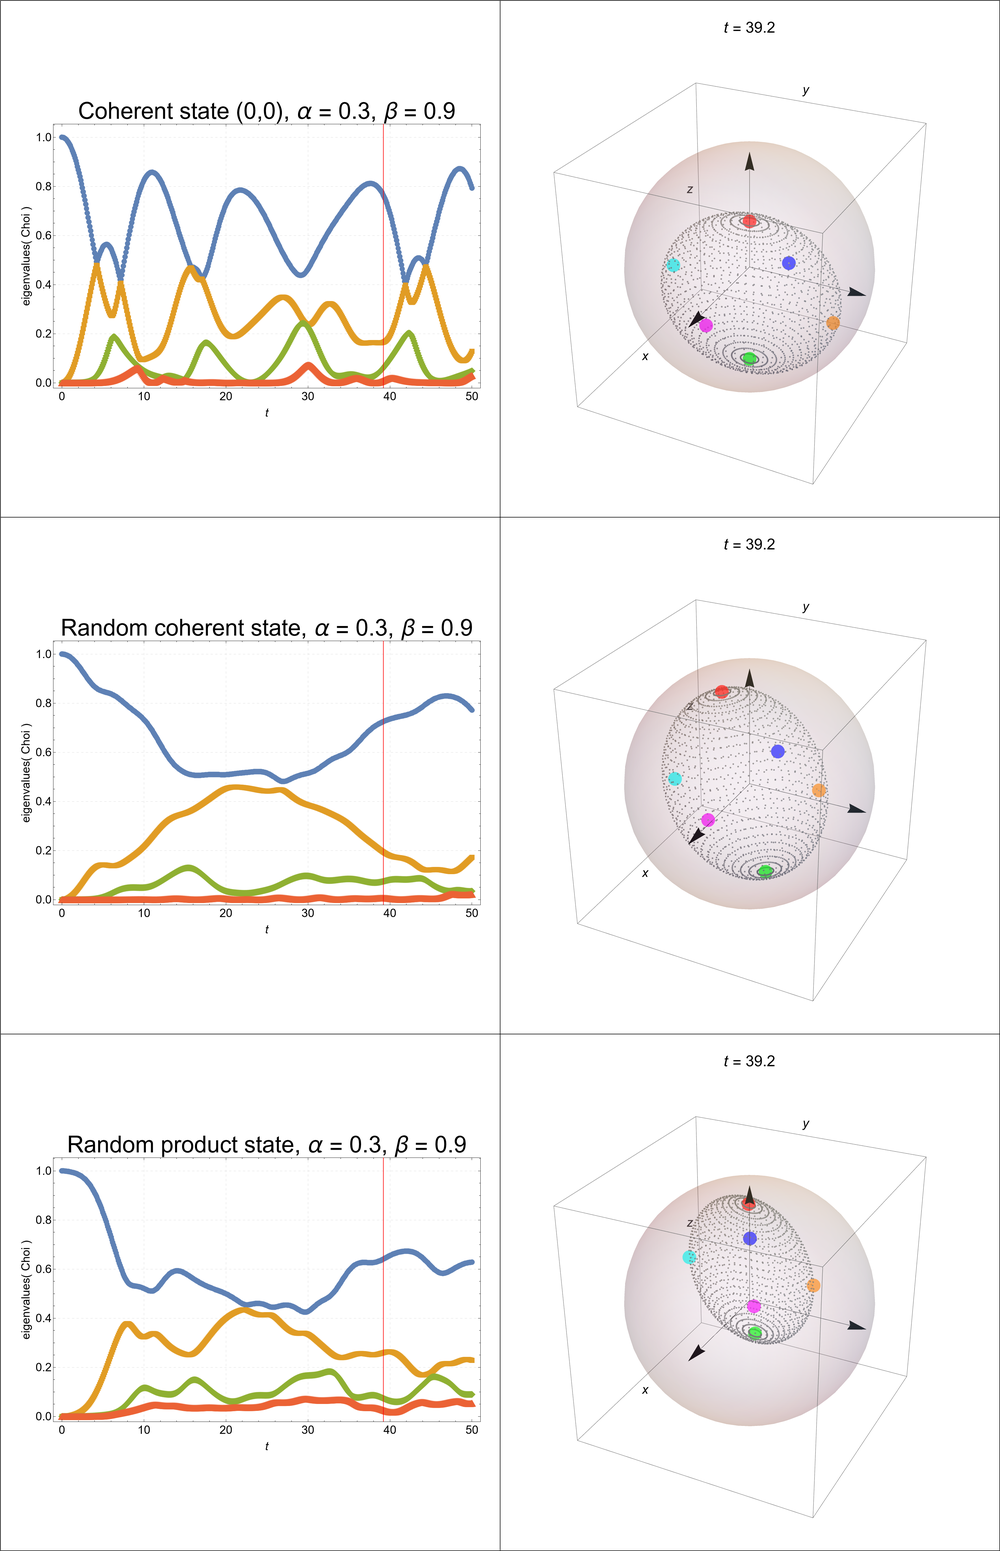 t = 39.2
Coherent state (0,0), α = 0.3, β = 0.9
eigenvalues( Choi )
1.0
0.8
0.6
0.4
0.2
0.0
0
10
20
30
40
50
t
y
z
x
t = 39.2
Random coherent state, α = 0.3, β = 0.9
eigenvalues( Choi )
1.0
0.8
0.6
0.4
0.2
0.0
0
10
20
30
40
50
t
y
z
x
t = 39.2
Random product state, α = 0.3, β = 0.9
eigenvalues( Choi )
1.0
0.8
0.6
0.4
0.2
0.0
0
10
20
30
40
50
t
y
z
x